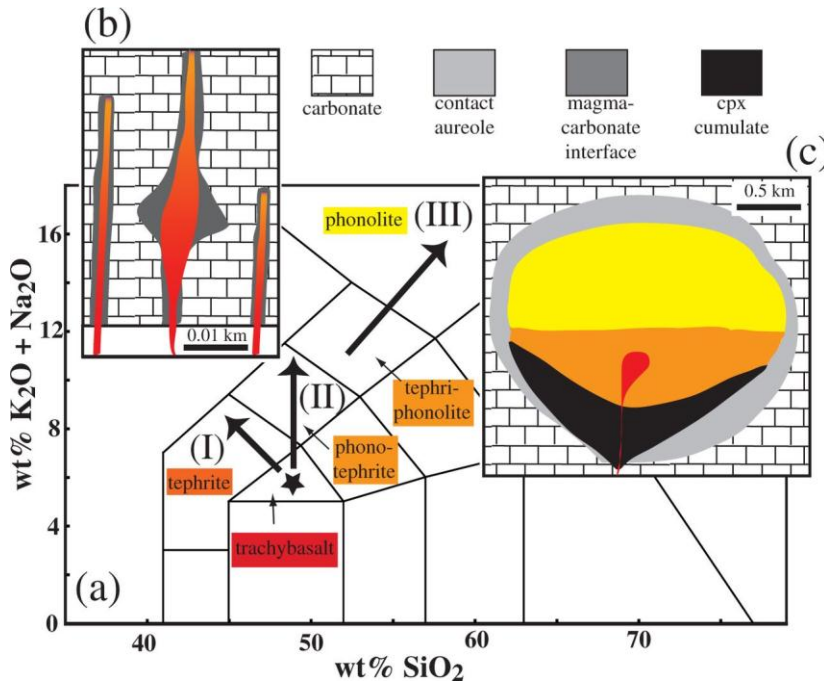 (b)
carbonate
contact
aureole
magma-
carbonate
interface
cpx
cumulate
(c)
0.01 km
0.5 km
phonolite
(III)
(II)
(I)
tephri-
phonolite
phono-
tephrite
tephrite
trachybasalt
(a)
wt% K₂O + Na₂O
16
12
8
4
0
40
50
60
70
wt% SiO₂